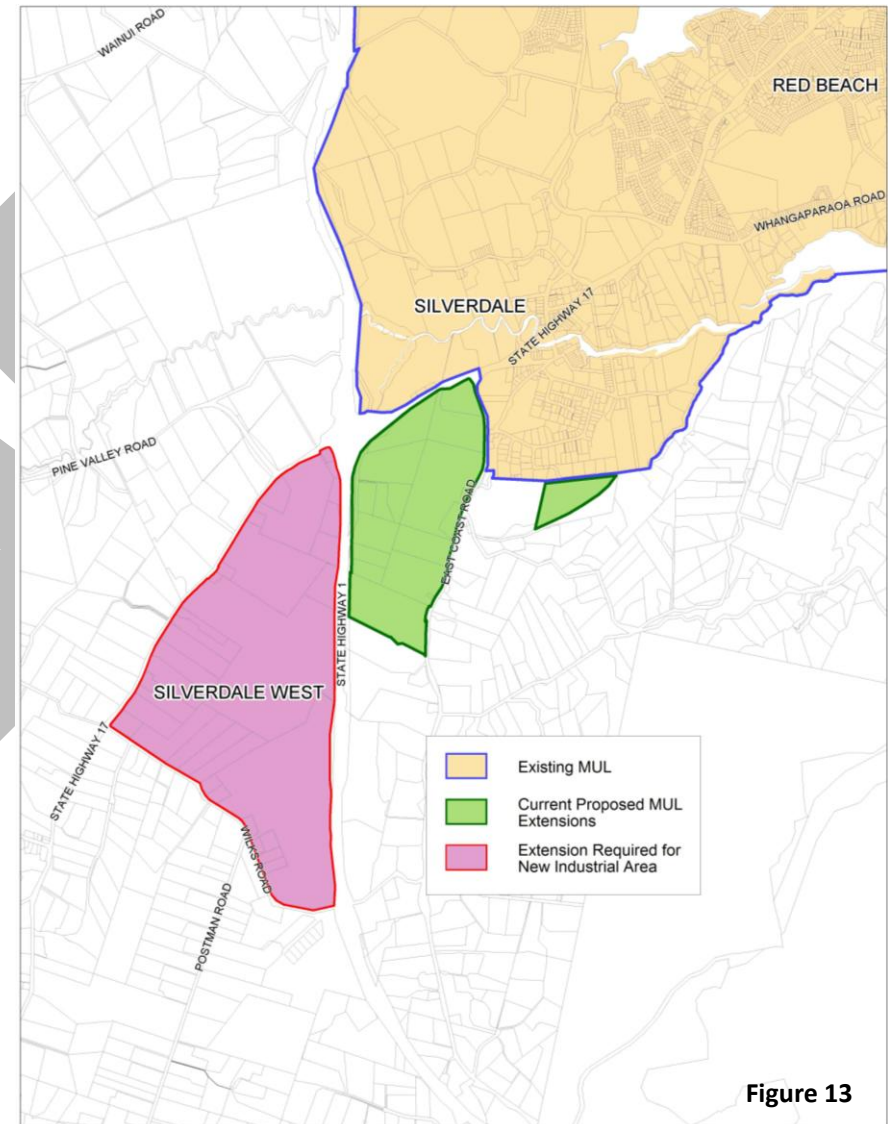 WAINUI ROAD
RED BEACH
WHANGAPARAOA ROAD
SILVERDALE
STATE HIGHWAY 17
PINE VALLEY ROAD
EAST COAST ROAD
STATE HIGHWAY 1
SILVERDALE WEST
STATE HIGHWAY 17
WILKS ROAD
POSTMAN ROAD
Existing MUL
Current Proposed MUL
Extensions
Extension Required for
New Industrial Area
Figure 13